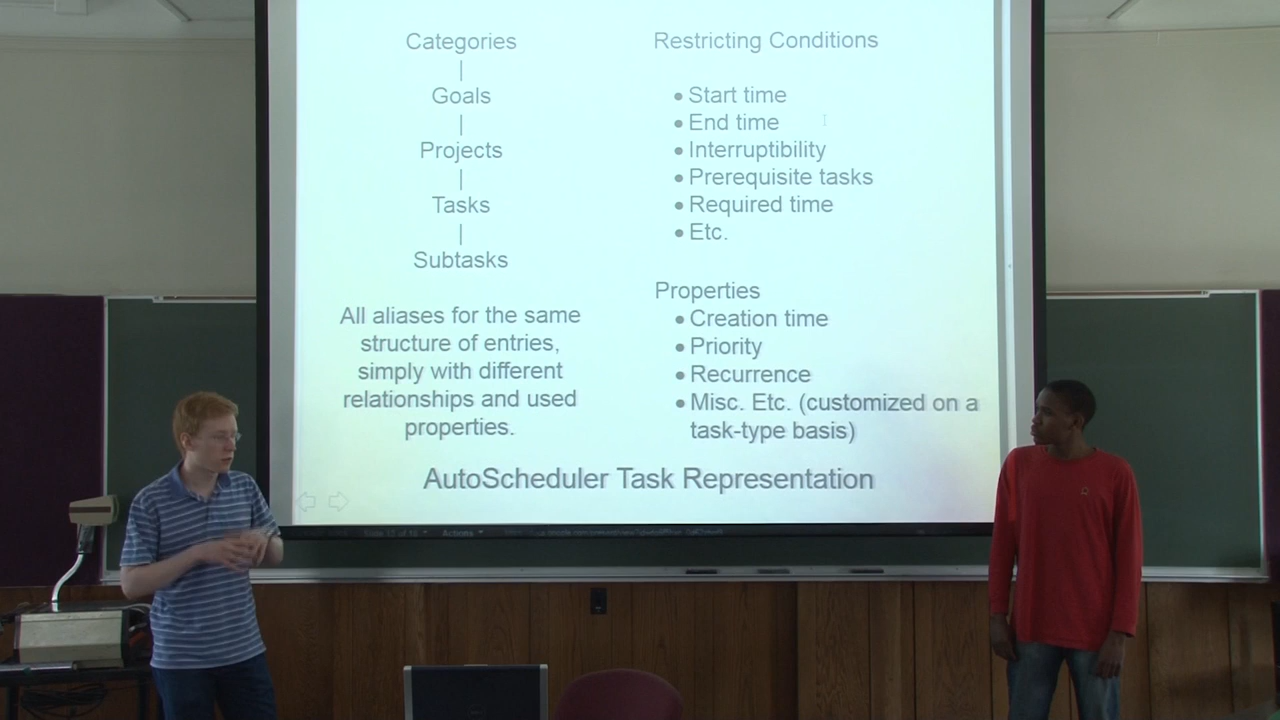 Categories
|
Goals
|
Projects
|
Tasks
|
Subtasks
All aliases for the same
structure of entries,
simply with different
relationships and used
properties.
Restricting Conditions
• Start time
• End time
• Interruptibility
• Prerequisite tasks
• Required time
• Etc.
Properties
• Creation time
• Priority
• Recurrence
• Misc. Etc. (customized on a
task-type basis)
AutoScheduler Task Representation
Actions